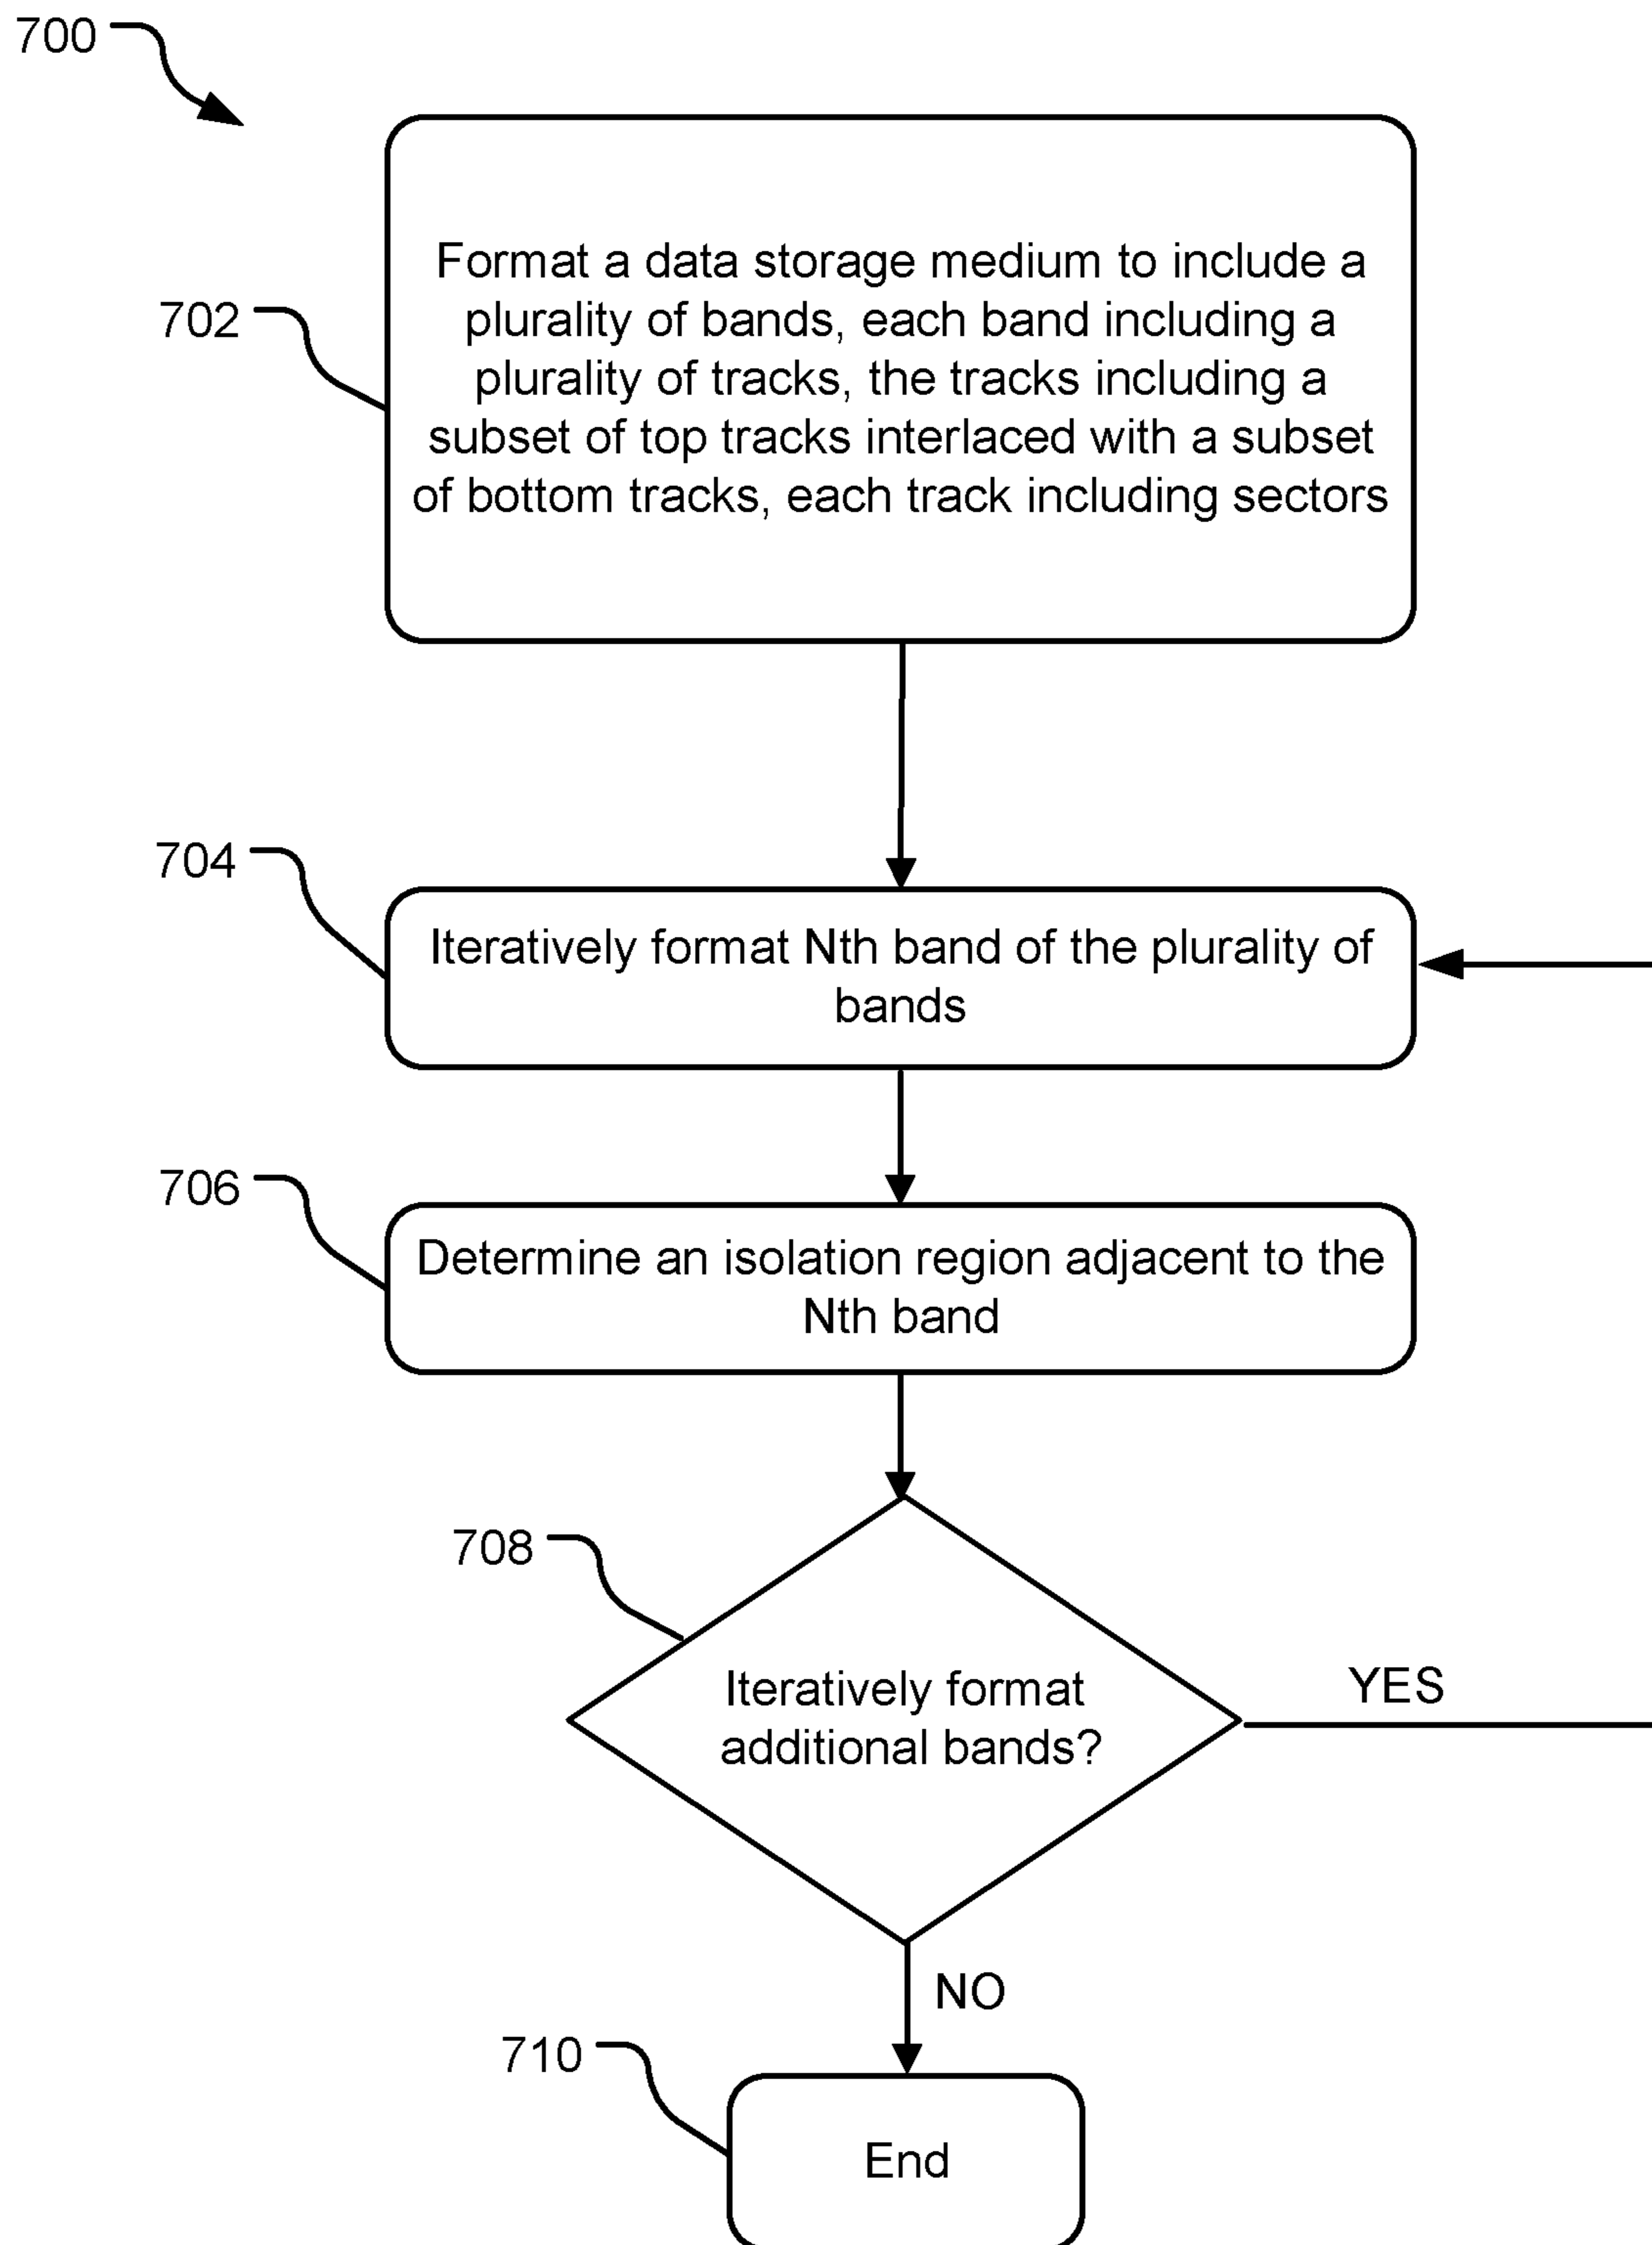 700
702
Format a data storage medium to include a
plurality of bands, each band including a
plurality of tracks, the tracks including a
subset of top tracks interlaced with a subset
of bottom tracks, each track including sectors
704
Iteratively format Nth band of the plurality of
bands
706
Determine an isolation region adjacent to the
Nth band
708
Iteratively format
additional bands?
YES
NO
710
End